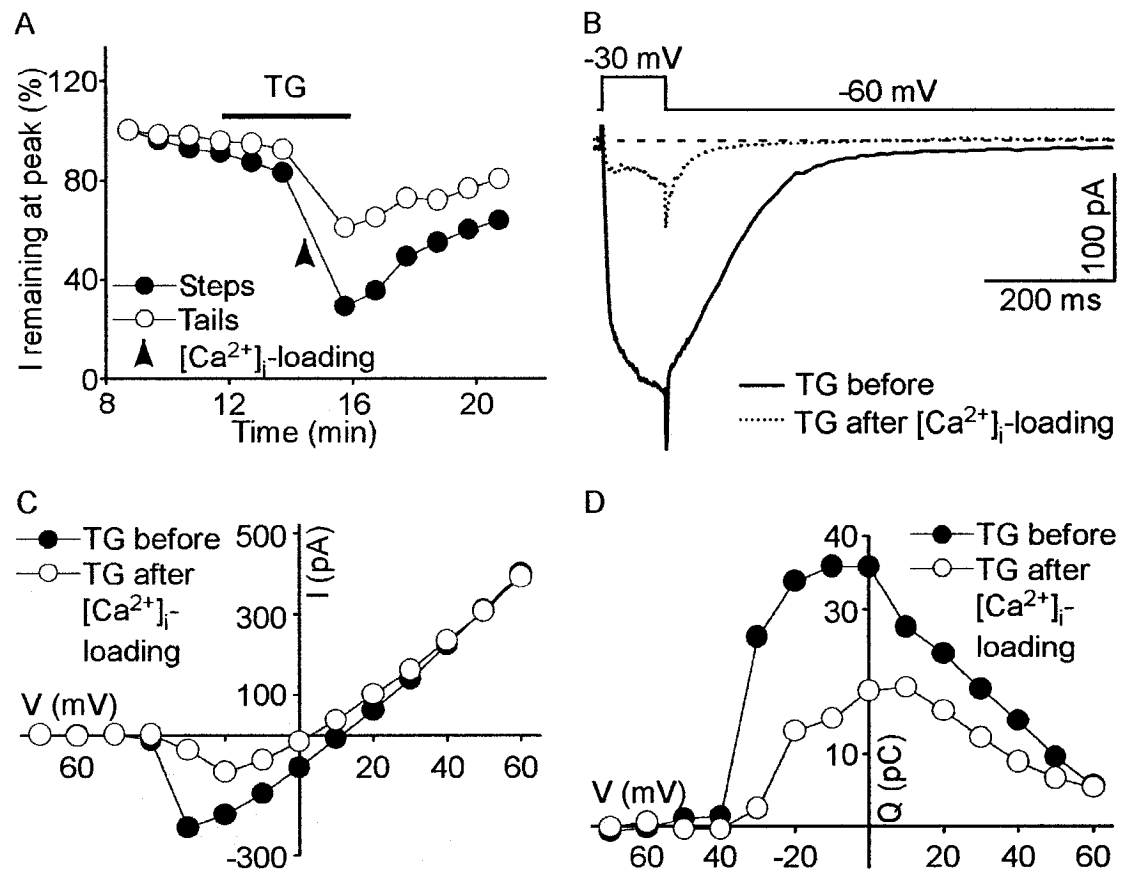 A
I remaining at peak (%)
120
80
40
0
TG
Steps
Tails
[Ca2+]i-loading
8
12
16
20
Time (min)
B
-30 mV
-60 mV
100 pA
200 ms
TG before
TG after [Ca2+]i-loading
C
TG before
TG after
[Ca2+]i-
loading
I (pA)
500
300
100
V (mV)
60
20
60
-300
D
TG before
TG after
[Ca2+]i-
loading
40
30
10
Q (pC)
V (mV)
60
40
-20
20
40
60